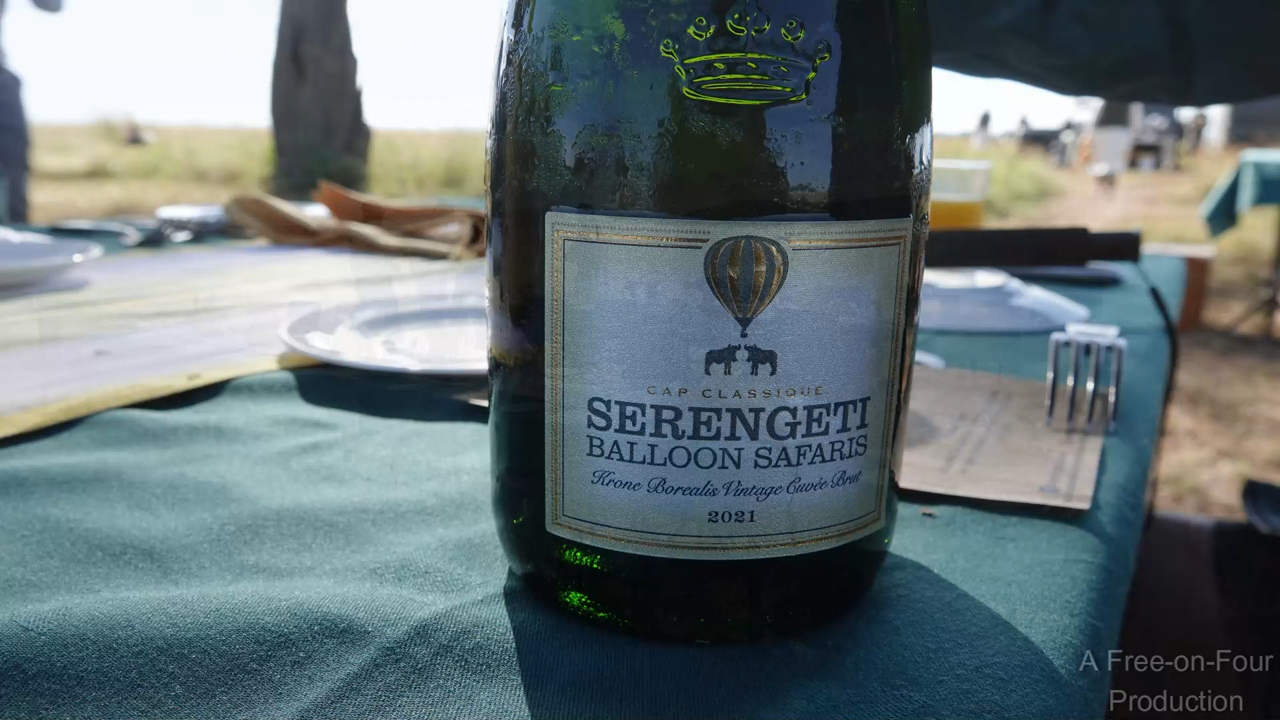 CAP CLASSIQUE
SERENGETI
BALLOON SAFARIS
Krone Borealis Vintage Cuvée Brut
2021
A Free-on-Four
Production